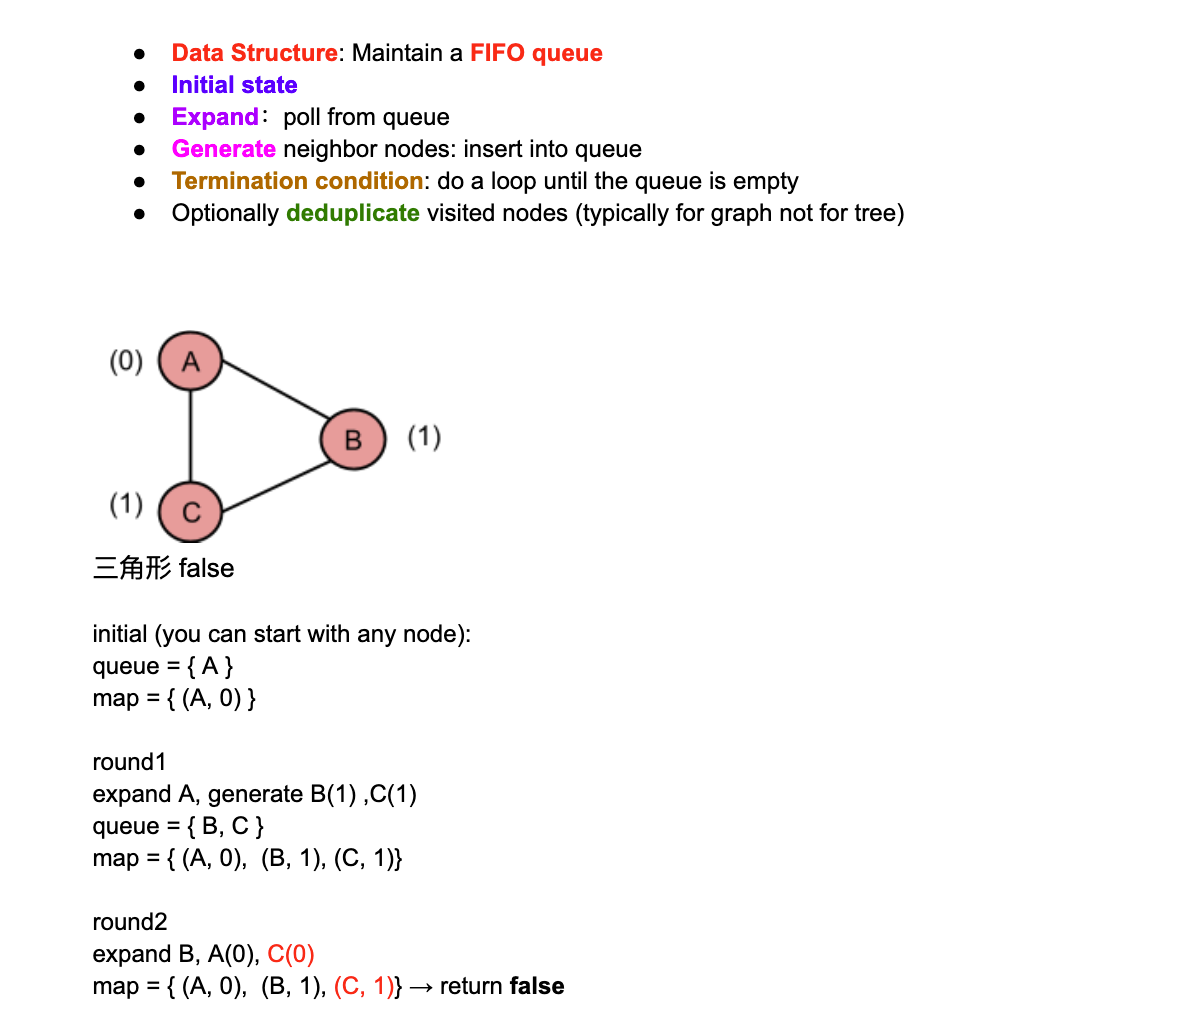 ● Data Structure: Maintain a FIFO queue
● Initial state
● Expand：poll from queue
● Generate neighbor nodes: insert into queue
● Termination condition: do a loop until the queue is empty
● Optionally deduplicate visited nodes (typically for graph not for tree)
(0) A
B (1)
(1) C
三角形 false
initial (you can start with any node):
queue = { A }
map = { (A, 0) }
round1
expand A, generate B(1) ,C(1)
queue = { B, C }
map = { (A, 0), (B, 1), (C, 1)}
round2
expand B, A(0), C(0)
map = { (A, 0), (B, 1), (C, 1)} → return false